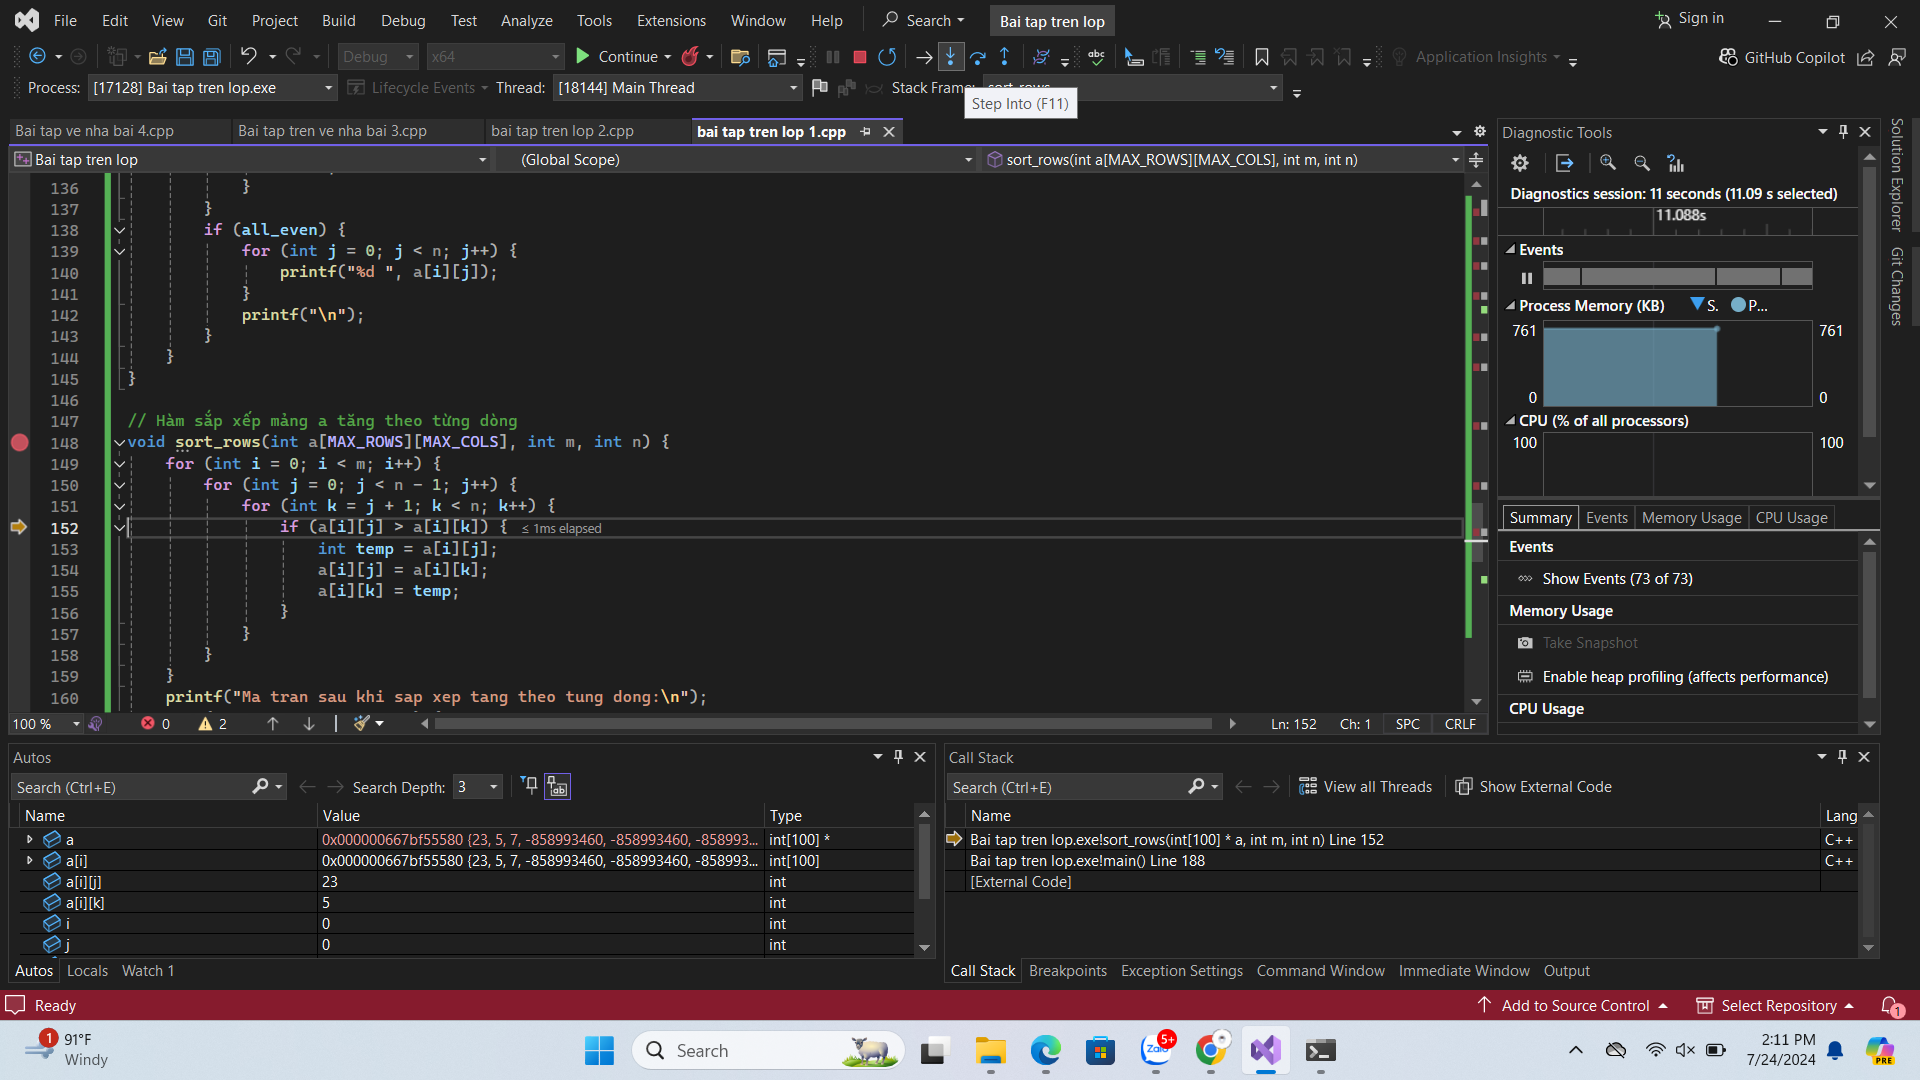 File Edit View Git Project Build Debug Test Analyze Tools Extensions Window Help Search Bai tap tren lop Sign in
Debug x64 Continue Application Insights GitHub Copilot
Process: [17128] Bai tap tren lop.exe Lifecycle Events Thread: [18144] Main Thread Stack Frame:
Step Into (F11)
Bai tap ve nha bai 4.cpp Bai tap tren ve nha bai 3.cpp bai tap tren lop 2.cpp bai tap tren lop 1.cpp
Bai tap tren lop (Global Scope) sort_rows(int a[MAX_ROWS][MAX_COLS], int m, int n)
136 }
137 }
138 if (all_even) {
139 for (int j = 0; j < n; j++) {
140 printf("%d ", a[i][j]);
141 }
142 printf("\n");
143 }
144 }
145 }
146
147 // Hàm sắp xếp mảng a tăng theo từng dòng
148 void sort_rows(int a[MAX_ROWS][MAX_COLS], int m, int n) {
149 for (int i = 0; i < m; i++) {
150 for (int j = 0; j < n - 1; j++) {
151 for (int k = j + 1; k < n; k++) {
152 if (a[i][j] > a[i][k]) { ≤ 1ms elapsed
153 int temp = a[i][j];
154 a[i][j] = a[i][k];
155 a[i][k] = temp;
156 }
157 }
158 }
159 }
160 printf("Ma tran sau khi sap xep tang theo tung dong:\n");
100 % 0 2 Ln: 152 Ch: 1 SPC CRLF
Diagnostic Tools
Diagnostics session: 11 seconds (11.09 s selected)
11.088s
Events
Process Memory (KB) S. P...
761 761
0 0
CPU (% of all processors)
100 100
Summary Events Memory Usage CPU Usage
Events
Show Events (73 of 73)
Memory Usage
Take Snapshot
Enable heap profiling (affects performance)
CPU Usage
Solution Explorer
Git Changes
Autos
Search (Ctrl+E) Search Depth: 3
Name Value Type
a 0x000000667bf55580 {23, 5, 7, -858993460, -858993460, -858993... int[100] *
a[i] 0x000000667bf55580 {23, 5, 7, -858993460, -858993460, -858993... int[100]
a[i][j] 23 int
a[i][k] 5 int
i 0 int
j 0 int
Autos Locals Watch 1
Call Stack
Search (Ctrl+E) View all Threads Show External Code
Name Lang
Bai tap tren lop.exe!sort_rows(int[100] * a, int m, int n) Line 152 C++
Bai tap tren lop.exe!main() Line 188 C++
[External Code]
Call Stack Breakpoints Exception Settings Command Window Immediate Window Output
Ready Add to Source Control Select Repository 1
1 91°F
Windy
Search
Zalo 5+
2:11 PM
7/24/2024
PRE